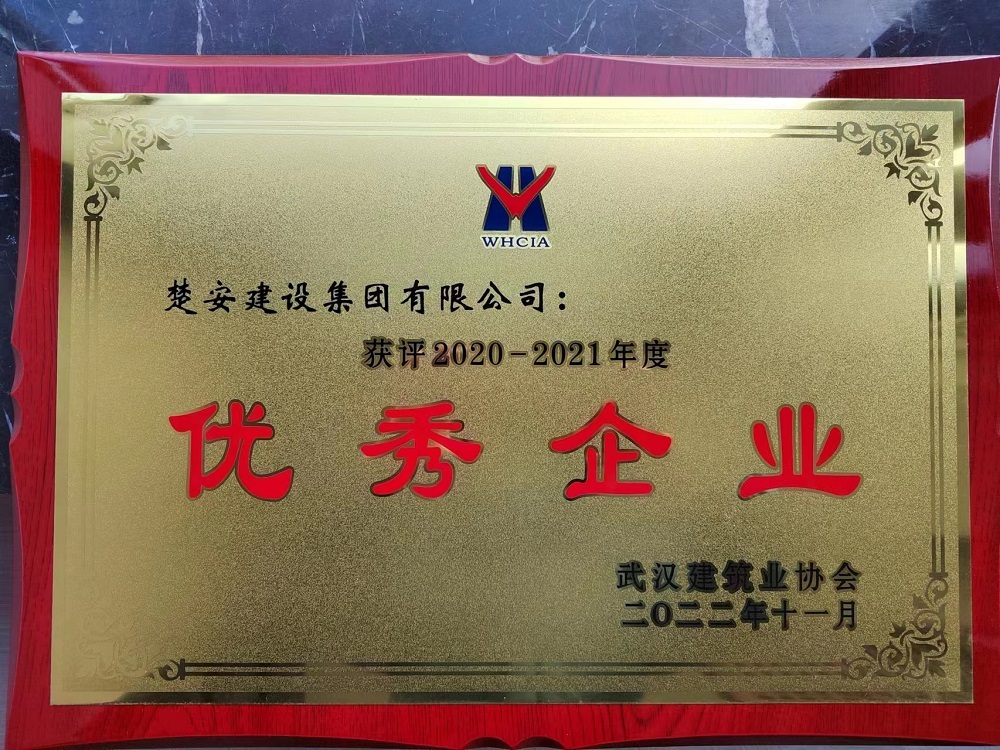 WHCIA
楚安建设集团有限公司：
获评2020-2021年度
优秀企业
武汉建筑业协会
二〇二二年十一月